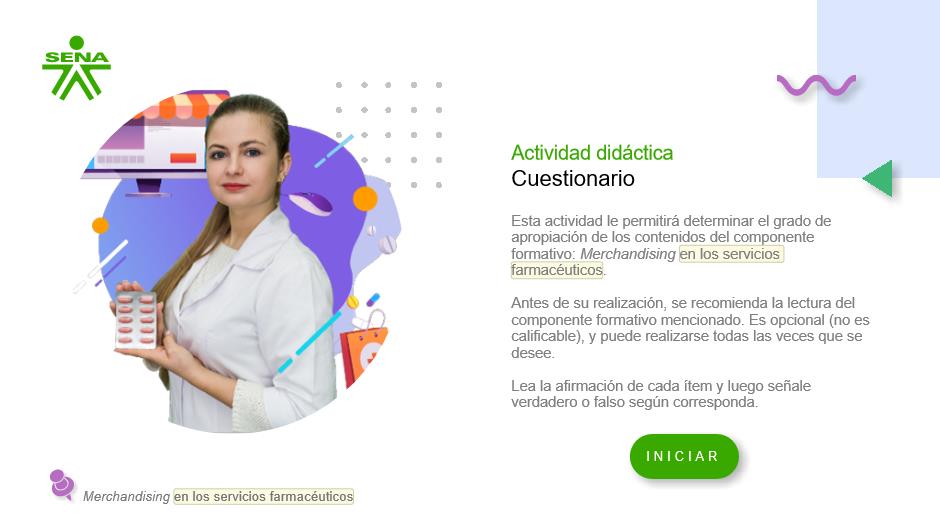 SENA
Actividad didáctica
Cuestionario
Esta actividad le permitirá determinar el grado de
apropiación de los contenidos del componente
formativo: Merchandising en los servicios
farmacéuticos.
Antes de su realización, se recomienda la lectura del
componente formativo mencionado. Es opcional (no es
calificable), y puede realizarse todas las veces que se
desee.
Lea la afirmación de cada ítem y luego señale
verdadero o falso según corresponda.
INICIAR
Merchandising en los servicios farmacéuticos